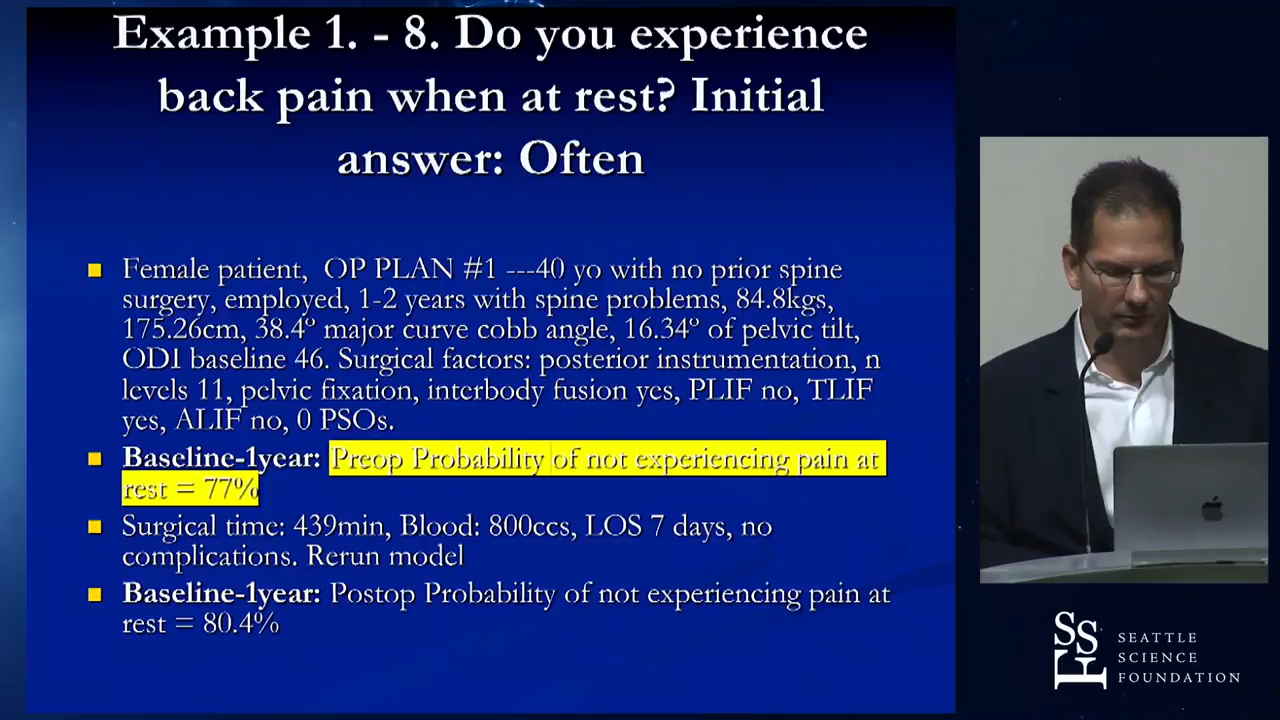 Example 1. - 8. Do you experience
back pain when at rest? Initial
answer: Often
Female patient, OP PLAN #1 ---40 yo with no prior spine
surgery, employed, 1-2 years with spine problems, 84.8kgs,
175.26cm, 38.4º major curve cobb angle, 16.34º of pelvic tilt,
ODI baseline 46. Surgical factors: posterior instrumentation, n
levels 11, pelvic fixation, interbody fusion yes, PLIF no, TLIF
yes, ALIF no, 0 PSOs.
Baseline-1year: Preop Probability of not experiencing pain at
rest = 77%
Surgical time: 439min, Blood: 800ccs, LOS 7 days, no
complications. Rerun model
Baseline-1year: Postop Probability of not experiencing pain at
rest = 80.4%
SSF
SEATTLE
SCIENCE
FOUNDATION